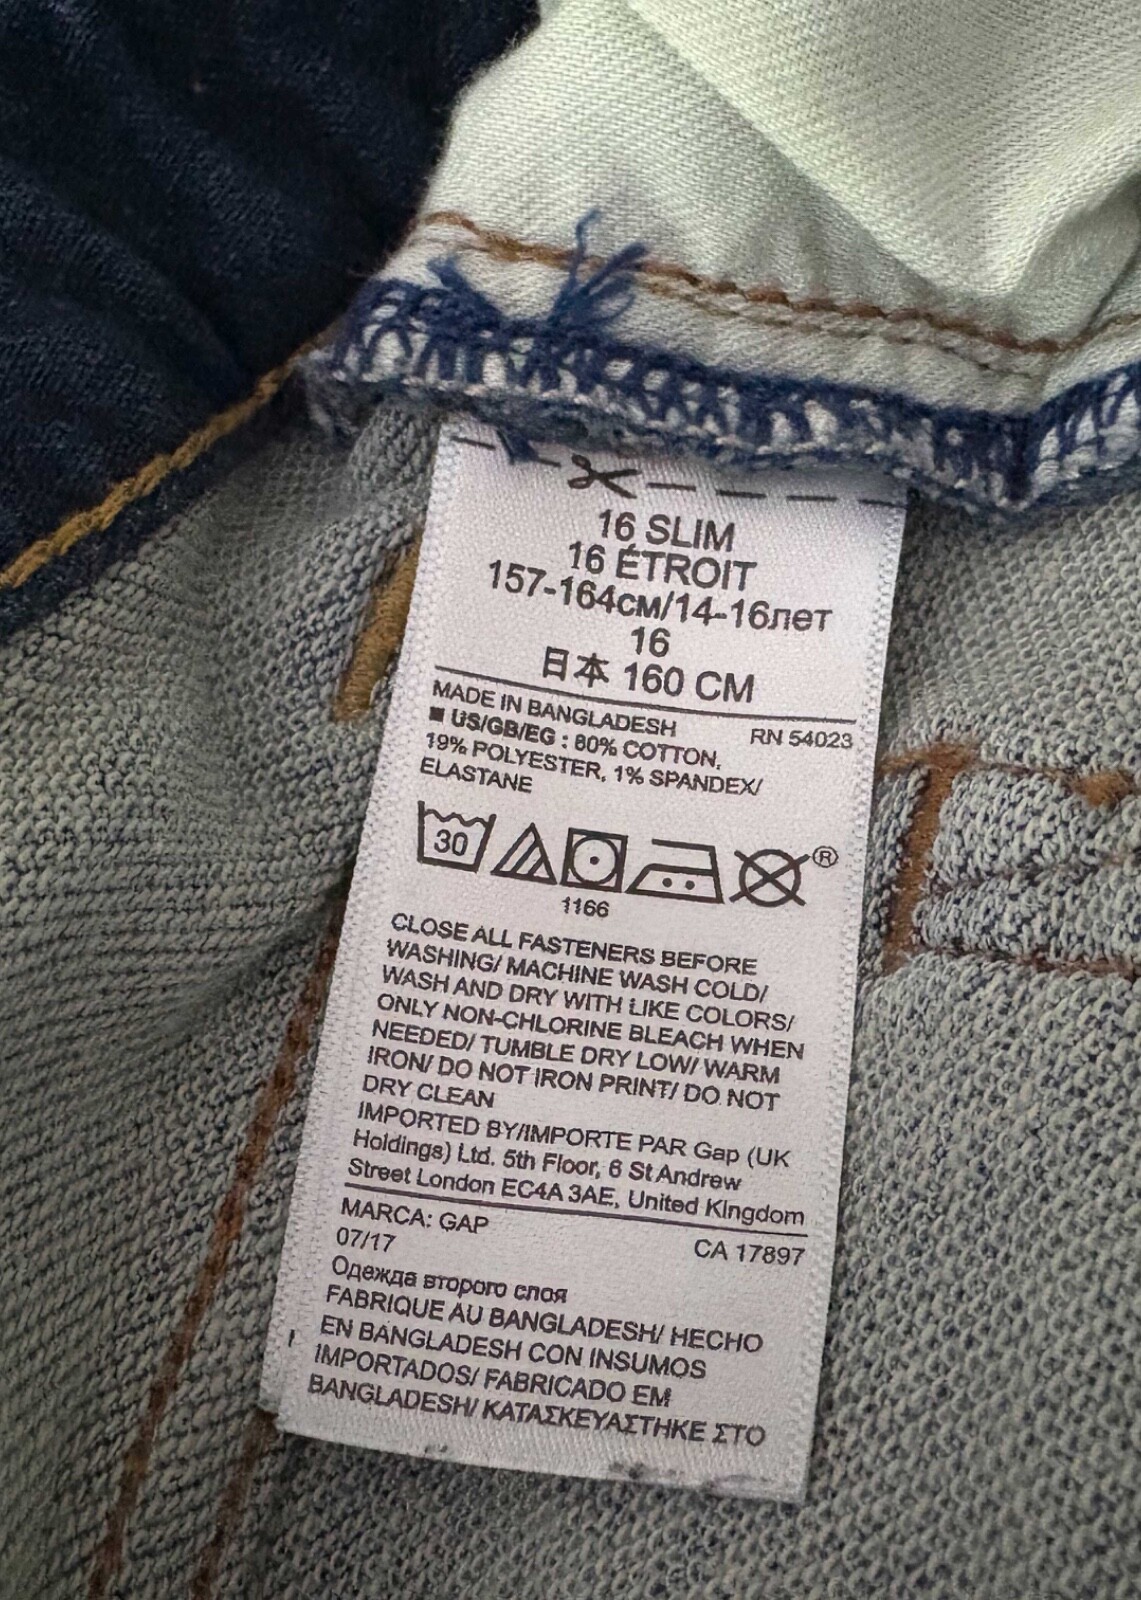 16 SLIM
16 ÉTROIT
157-164см/14-16лет
16
日本 160 CM
MADE IN BANGLADESH
RN 54023
■ US/GB/EG : 80% COTTON,
19% POLYESTER, 1% SPANDEX/
ELASTANE
30
®
1166
CLOSE ALL FASTENERS BEFORE
WASHING/ MACHINE WASH COLD/
WASH AND DRY WITH LIKE COLORS/
ONLY NON-CHLORINE BLEACH WHEN
NEEDED/ TUMBLE DRY LOW/ WARM
IRON/ DO NOT IRON PRINT/ DO NOT
DRY CLEAN
IMPORTED BY/IMPORTE PAR Gap (UK
Holdings) Ltd. 5th Floor, 6 St Andrew
Street London EC4A 3AE, United Kingdom
MARCA: GAP
CA 17897
07/17
Одежда второго слоя
FABRIQUE AU BANGLADESH/ HECHO
EN BANGLADESH CON INSUMOS
IMPORTADOS/ FABRICADO EM
BANGLADESH/ ΚΑΤΑΣΚΕΥΑΣΤΗΚΕ ΣΤΟ